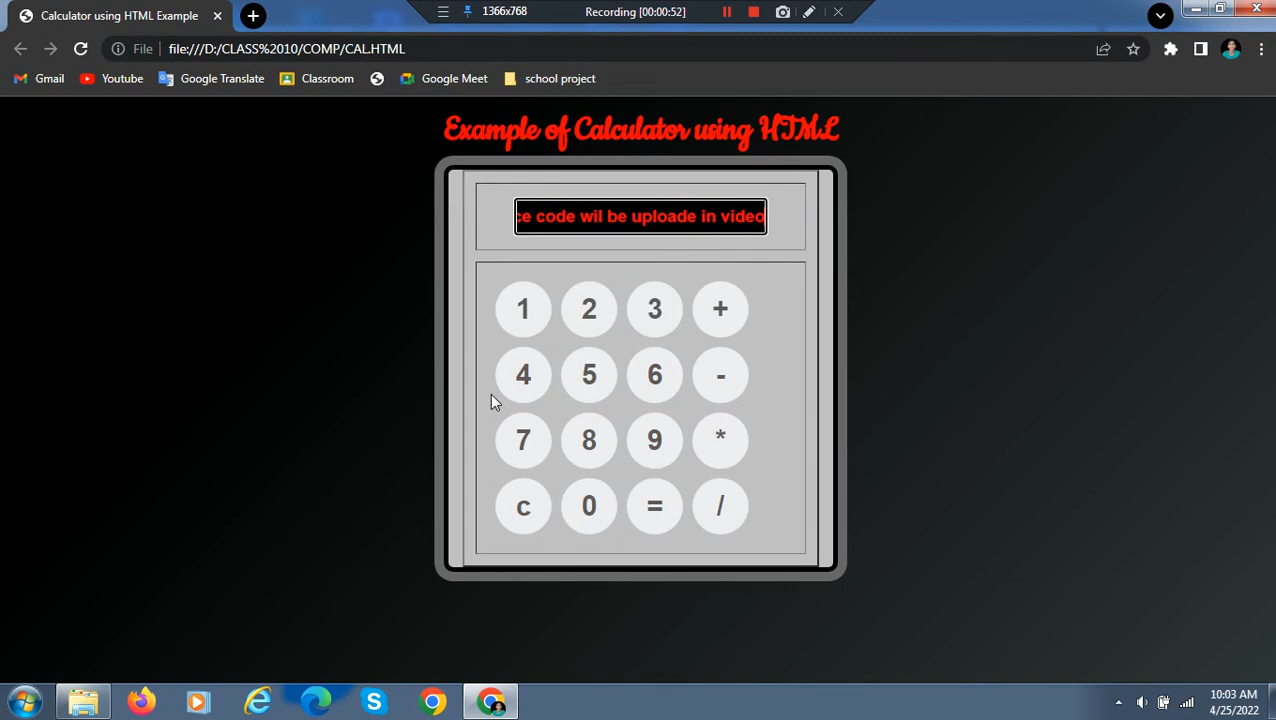 Calculator using HTML Example
1366x768
Recording [00:00:52]
File
file:///D:/CLASS%2010/COMP/CAL.HTML
Gmail
Youtube
Google Translate
Classroom
Google Meet
school project
Example of Calculator using HTML
ce code wil be uploade in video
1 2 3 +
4 5 6 -
7 8 9 *
c 0 = /
10:03 AM
4/25/2022